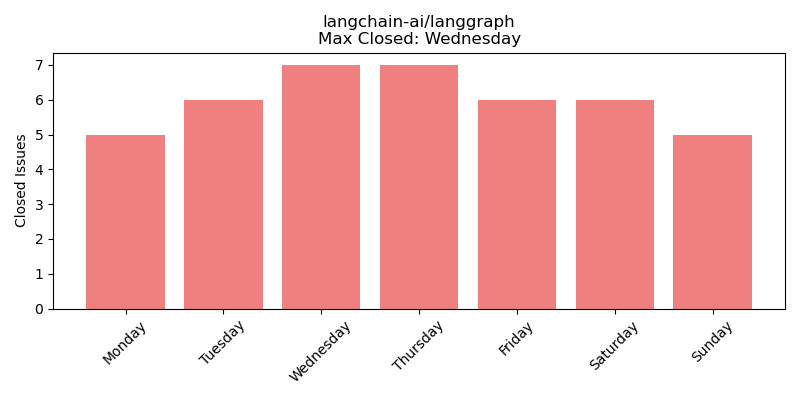 langchain-ai/langgraph
Max Closed: Wednesday
Closed Issues
7
6
5
4
3
2
1
0
Monday
Tuesday
Wednesday
Thursday
Friday
Saturday
Sunday